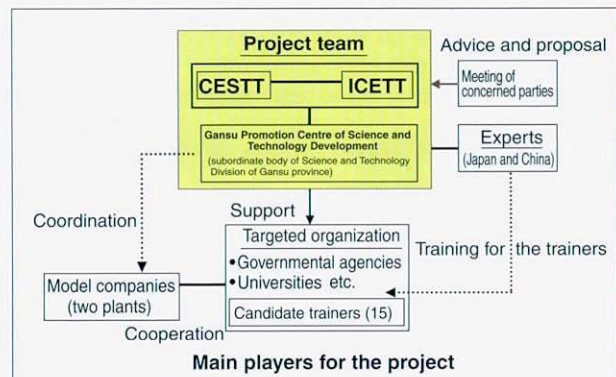 Project team
CESTT
ICETT
Gansu Promotion Centre of Science and
Technology Development
(subordinate body of Science and Technology
Division of Gansu province)
Advice and proposal
Meeting of
concerned parties
Experts
(Japan and China)
Coordination
Support
Targeted organization
•Governmental agencies
•Universities etc.
Candidate trainers (15)
Training for the trainers
Model companies
(two plants)
Cooperation
Main players for the project